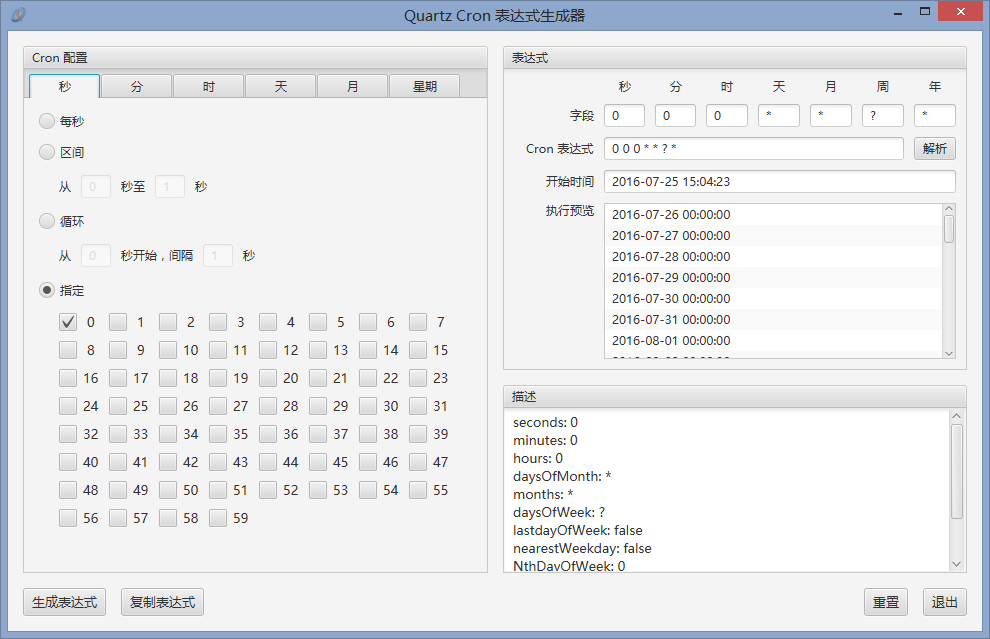 Quartz Cron 表达式生成器
Cron 配置
秒 分 时 天 月 星期
每秒
区间
从 0 秒至 1 秒
循环
从 0 秒开始，间隔 1 秒
指定
0 1 2 3 4 5 6 7
8 9 10 11 12 13 14 15
16 17 18 19 20 21 22 23
24 25 26 27 28 29 30 31
32 33 34 35 36 37 38 39
40 41 42 43 44 45 46 47
48 49 50 51 52 53 54 55
56 57 58 59
表达式
秒 分 时 天 月 周 年
字段 0 0 0 * * ? *
Cron 表达式 0 0 0 * * ? * 解析
开始时间 2016-07-25 15:04:23
执行预览 2016-07-26 00:00:00
2016-07-27 00:00:00
2016-07-28 00:00:00
2016-07-29 00:00:00
2016-07-30 00:00:00
2016-07-31 00:00:00
2016-08-01 00:00:00
描述
seconds: 0
minutes: 0
hours: 0
daysOfMonth: *
months: *
daysOfWeek: ?
lastdayOfWeek: false
nearestWeekday: false
NthDayOfWeek: 0
生成表达式 复制表达式 重置 退出